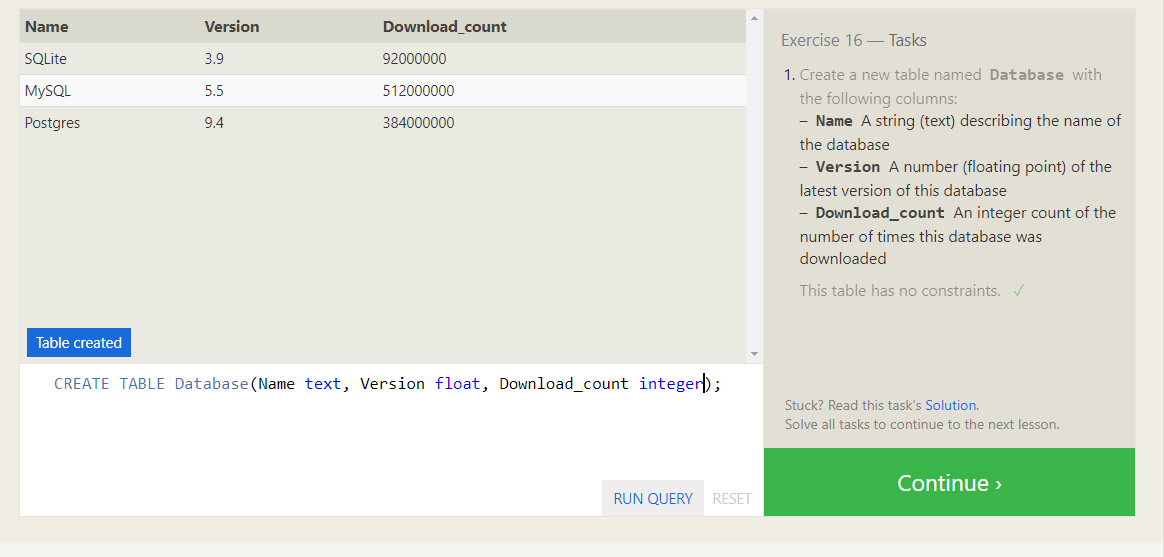 Name Version Download_count
SQLite 3.9 92000000
MySQL 5.5 512000000
Postgres 9.4 384000000
Table created
CREATE TABLE Database(Name text, Version float, Download_count integer);
RUN QUERY RESET
Exercise 16 — Tasks
1. Create a new table named Database with
the following columns:
– Name A string (text) describing the name of
the database
– Version A number (floating point) of the
latest version of this database
– Download_count An integer count of the
number of times this database was
downloaded
This table has no constraints. ✓
Stuck? Read this task's Solution.
Solve all tasks to continue to the next lesson.
Continue ›